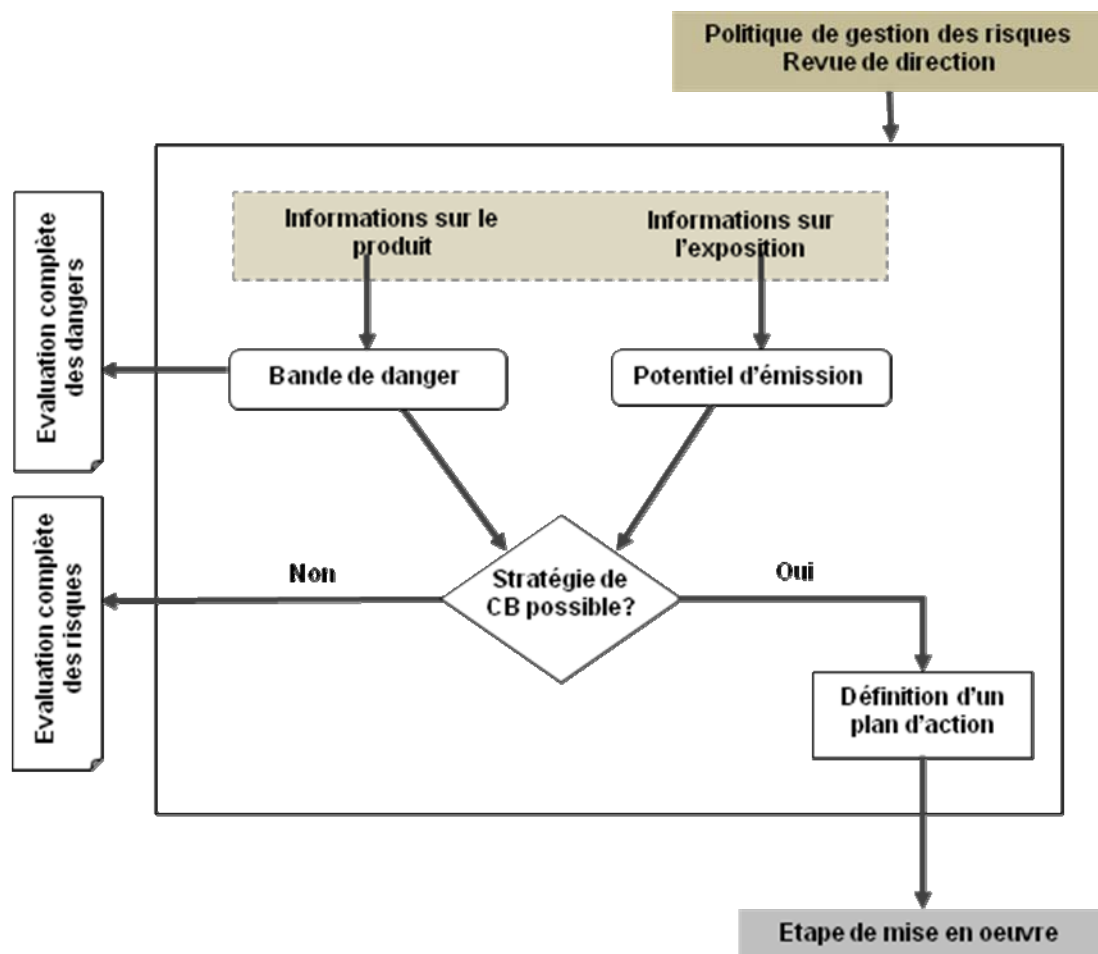 Politique de gestion des risques
Revue de direction
Informations sur le
produit
Informations sur
l'exposition
Evaluation complète
des dangers
Bande de danger
Potentiel d'émission
Non
Stratégie de
CB possible?
Oui
Evaluation complète
des risques
Définition d'un
plan d'action
Etape de mise en oeuvre